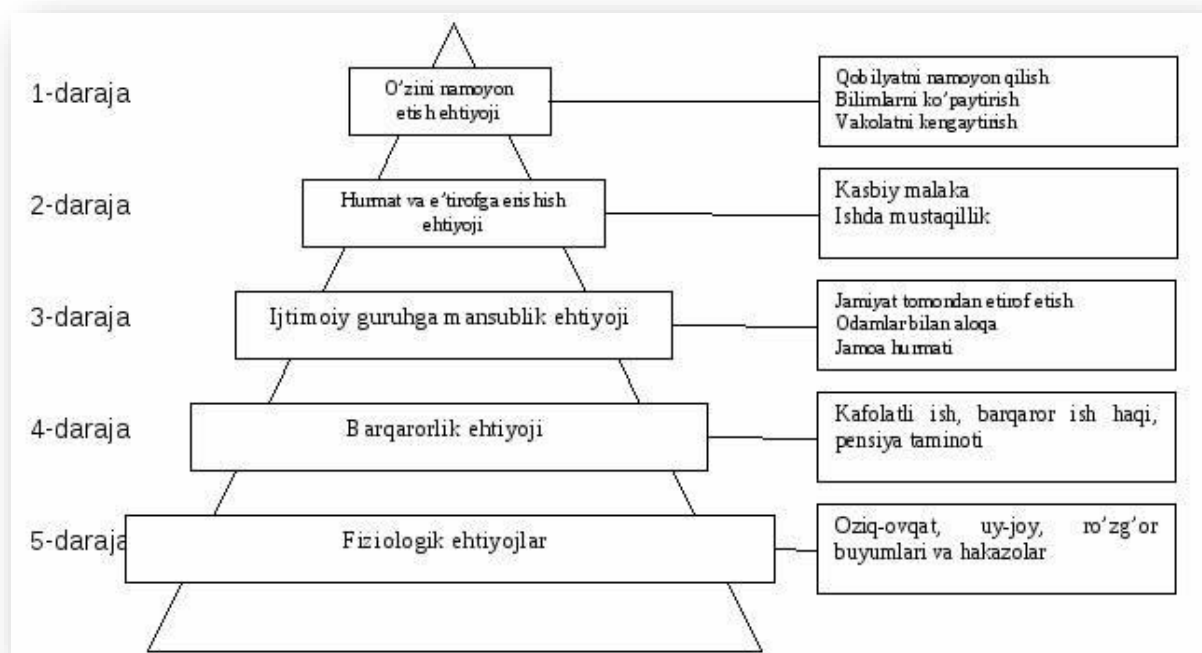 1-daraja
O’zini namoyon
etish ehtiyoji
Qobilyatni namoyon qilish
Bilimlarni ko’paytirish
Vakolatni kengaytirish
2-daraja
Hurmat va e’tirofga erishish
ehtiyoji
Kasbiy malaka
Ishda mustaqillik
3-daraja
Ijtimoiy guruhga mansublik ehtiyoji
Jamiyat tomondan etirof etish
Odamlar bilan aloqa
Jamoa hurmati
4-daraja
Barqarorlik ehtiyoji
Kafolatli ish, barqaror ish haqi,
pensiya taminoti
5-daraja
Fiziologik ehtiyojlar
Oziq-ovqat, uy-joy, ro’zg’or
buyumlari va hakazolar